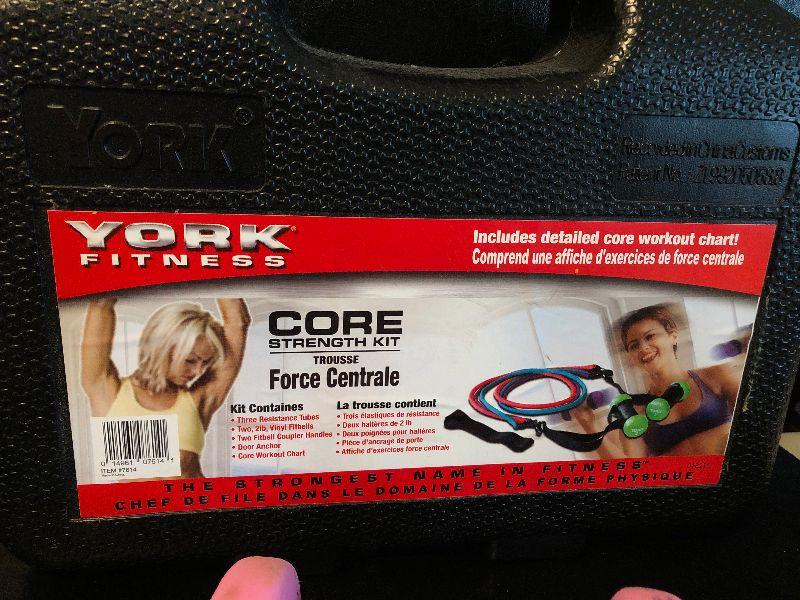 YORK®
Recorded in China Customs
Patent No.:
YORK®
FITNESS
Includes detailed core workout chart!
Comprend une affiche d'exercices de force centrale
CORE
STRENGTH KIT
TROUSSE
Force Centrale
Kit Containes
• Three Resistance Tubes
• Two, 2lb, Vinyl Fitbells
• Two Fitbell Coupler Handles
• Door Anchor
• Core Workout Chart
La trousse contient
• Trois élastiques de résistance
• Deux haltères de 2 lb
• Deux poignées pour haltères
• Pièce d'ancrage de porte
• Affiche d'exercices force centrale
0 14961 07614
ITEM #7614
THE STRONGEST NAME IN FITNESS™
CHEF DE FILE DANS LE DOMAINE DE LA FORME PHYSIQUE